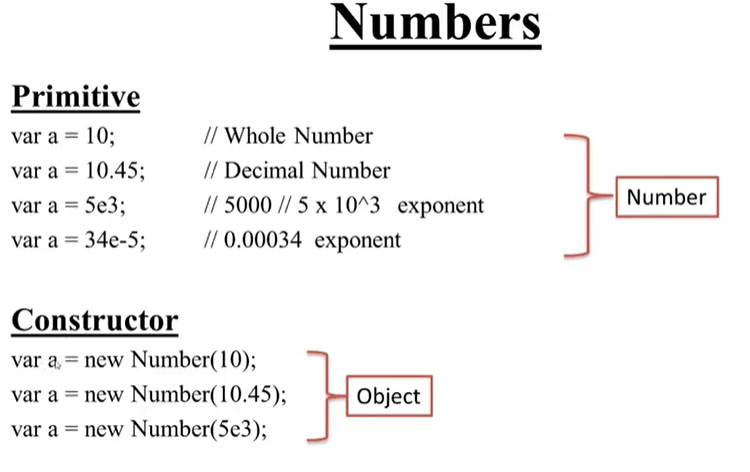 Numbers
Primitive
var a = 10; // Whole Number
var a = 10.45; // Decimal Number
var a = 5e3; // 5000 // 5 x 10^3 exponent
var a = 34e-5; // 0.00034 exponent
Number
Constructor
var a = new Number(10);
var a = new Number(10.45);
var a = new Number(5e3);
Object